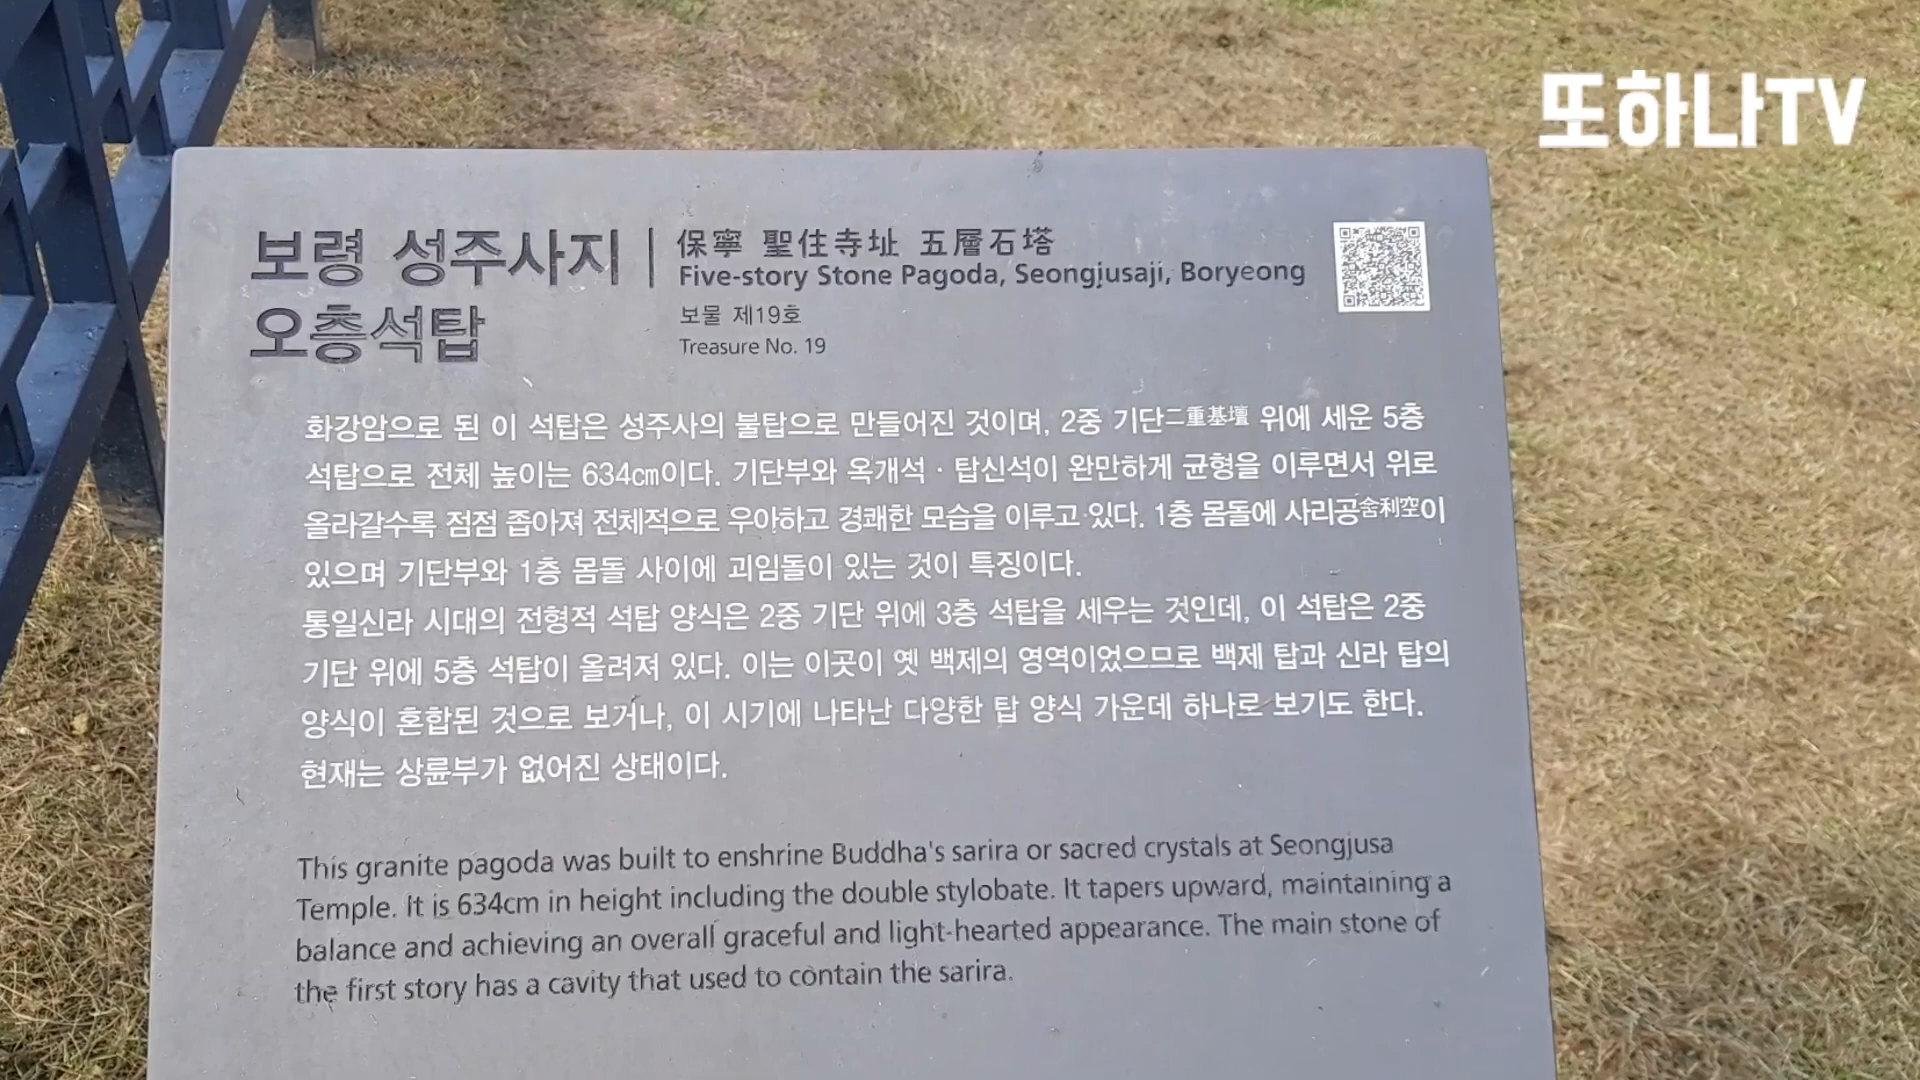 또하나TV
보령 성주사지
오층석탑
保寧 聖住寺址 五層石塔
Five-story Stone Pagoda, Seongjusaji, Boryeong
보물 제19호
Treasure No. 19
화강암으로 된 이 석탑은 성주사의 불탑으로 만들어진 것이며, 2중 기단二重基壇 위에 세운 5층
석탑으로 전체 높이는 634㎝이다. 기단부와 옥개석 · 탑신석이 완만하게 균형을 이루면서 위로
올라갈수록 점점 좁아져 전체적으로 우아하고 경쾌한 모습을 이루고 있다. 1층 몸돌에 사리공舍利空이
있으며 기단부와 1층 몸돌 사이에 괴임돌이 있는 것이 특징이다.
통일신라 시대의 전형적 석탑 양식은 2중 기단 위에 3층 석탑을 세우는 것인데, 이 석탑은 2중
기단 위에 5층 석탑이 올려져 있다. 이는 이곳이 옛 백제의 영역이었으므로 백제 탑과 신라 탑의
양식이 혼합된 것으로 보거나, 이 시기에 나타난 다양한 탑 양식 가운데 하나로 보기도 한다.
현재는 상륜부가 없어진 상태이다.
This granite pagoda was built to enshrine Buddha's sarira or sacred crystals at Seongjusa
Temple. It is 634cm in height including the double stylobate. It tapers upward, maintaining a
balance and achieving an overall graceful and light-hearted appearance. The main stone of
the first story has a cavity that used to contain the sarira.